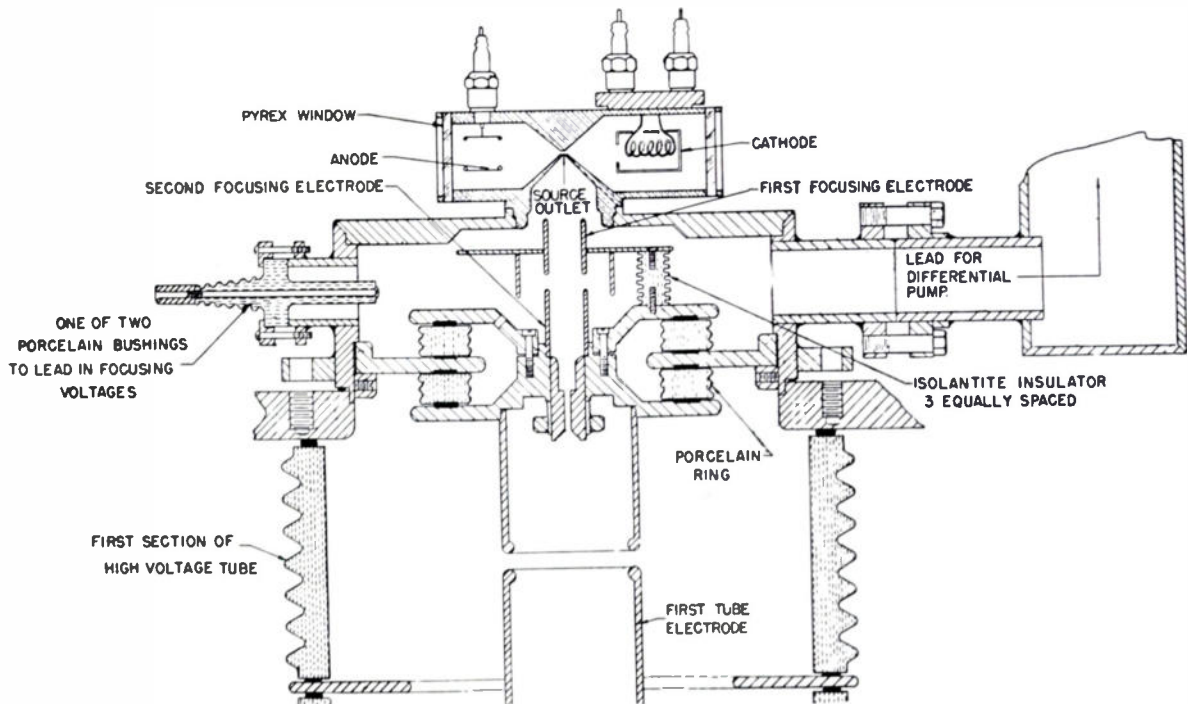 PYREX WINDOW
ANODE
SECOND FOCUSING ELECTRODE
SOURCE
OUTLET
CATHODE
FIRST FOCUSING ELECTRODE
LEAD FOR
DIFFERENTIAL
PUMP
ONE OF TWO
PORCELAIN BUSHINGS
TO LEAD IN FOCUSING
VOLTAGES
ISOLANTITE INSULATOR
3 EQUALLY SPACED
PORCELAIN
RING
FIRST SECTION OF
HIGH VOLTAGE TUBE
FIRST TUBE
ELECTRODE